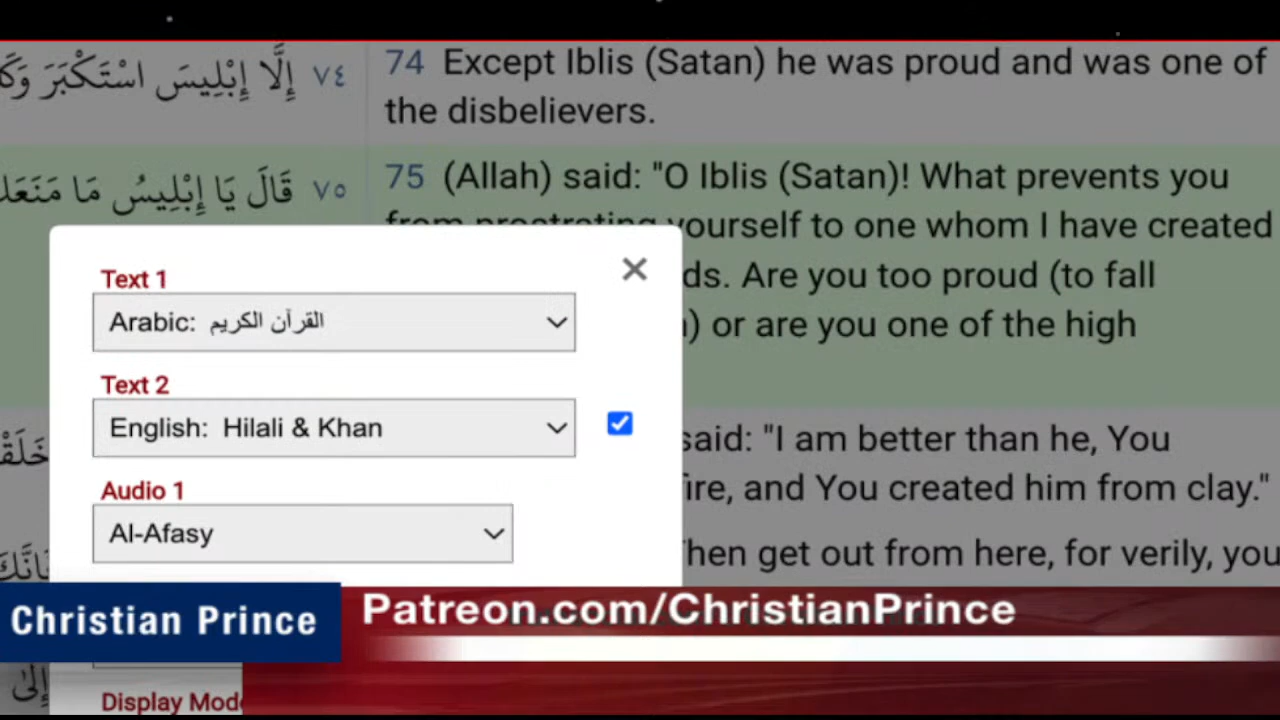 إِلَّا إِبْلِيسَ اسْتَكْبَرَ ٧٤
74 Except Iblis (Satan) he was proud and was one of
the disbelievers.
قَالَ يَا إِبْلِيسُ مَا مَنَعَكَ ٧٥
75 (Allah) said: "O Iblis (Satan)! What prevents you
from prostrating yourself to one whom I have created
Are you too proud (to fall
or are you one of the high
said: "I am better than he, You
and You created him from clay."
get out from here, for verily, you
Text 1
Arabic: القرآن الكريم
Text 2
English: Hilali & Khan
Audio 1
Al-Afasy
Christian Prince
Patreon.com/ChristianPrince
Display